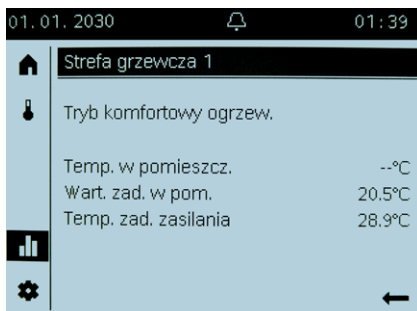 01. 01. 2030 01:39
Strefa grzewcza 1
Tryb komfortowy ogrzew.
Temp. w pomieszcz. --°C
Wart. zad. w pom. 20.5°C
Temp. zad. zasilania 28.9°C